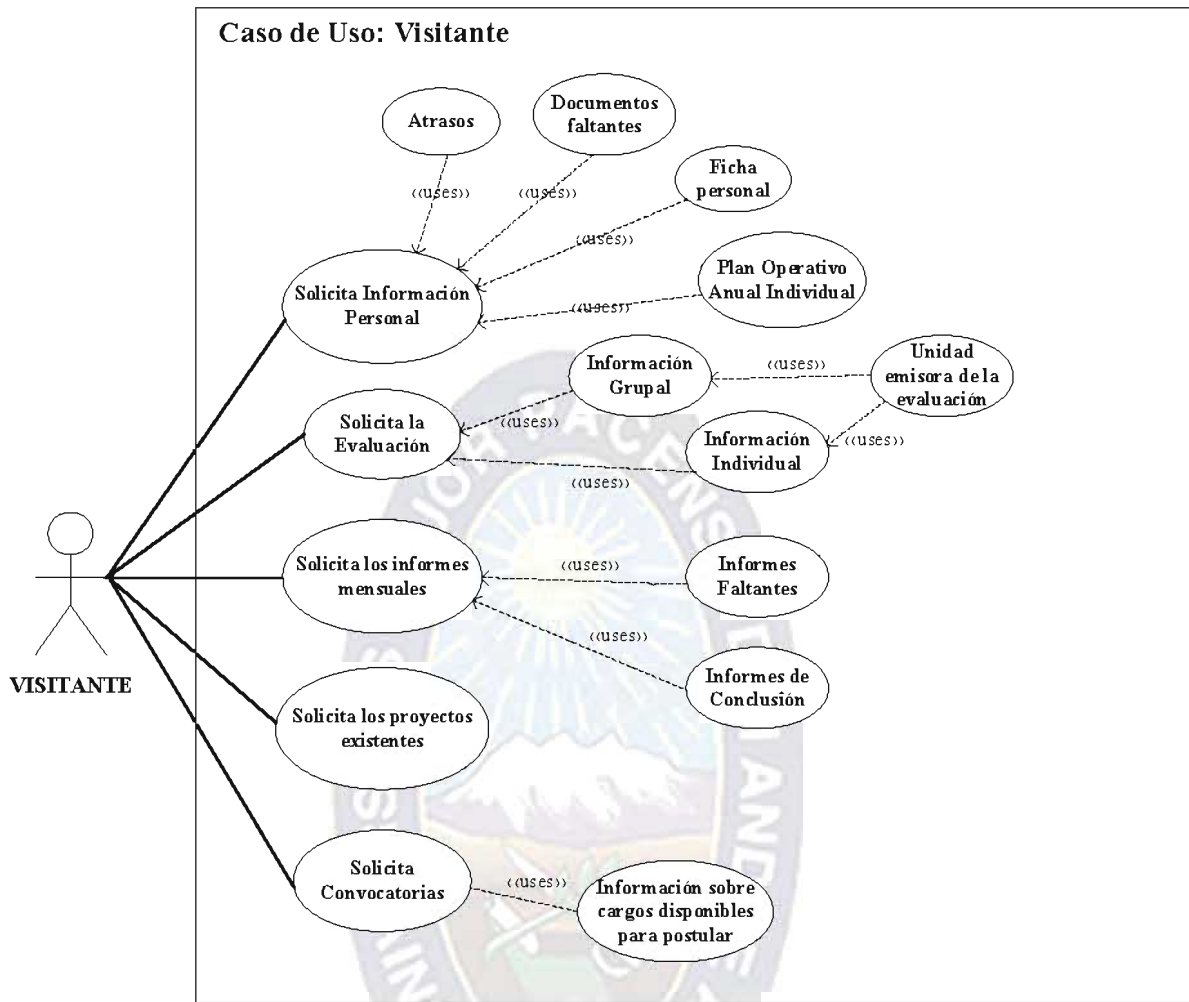 Caso de Uso: Visitante
Atrasos
Documentos
faltantes
Ficha
personal
((uses))
((uses))
((uses))
Plan Operativo
Anual Individual
((uses))
Solicita Información
Personal
Información
Grupal
((uses))
Unidad
emisora de la
evaluación
Solicita la
Evaluación
((uses))
Información
Individual
((uses))
((uses))
Solicita los informes
mensuales
((uses))
Informes
Faltantes
((uses))
VISITANTE
Informes de
Conclusión
Solicita los proyectos
existentes
Solicita
Convocatorias
((uses))
Información sobre
cargos disponibles
para postular